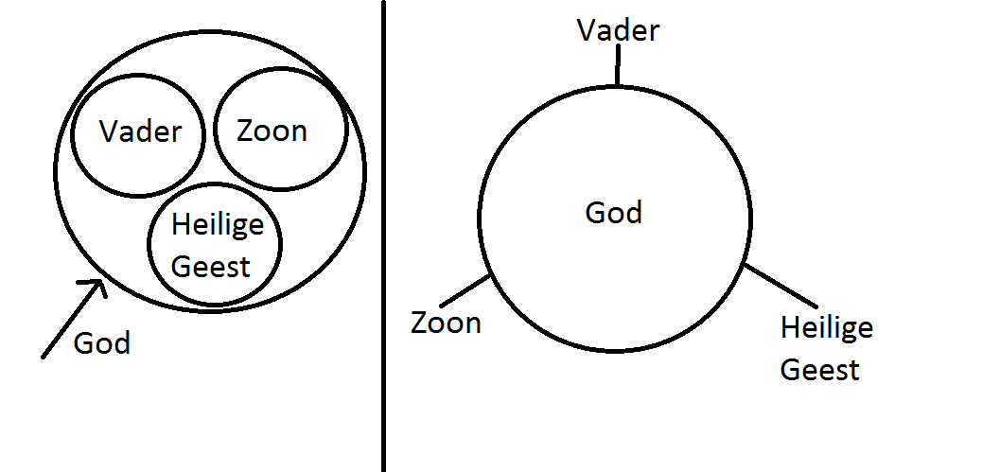 Vader
Zoon
Heilige
Geest
God
Vader
God
Zoon
Heilige
Geest